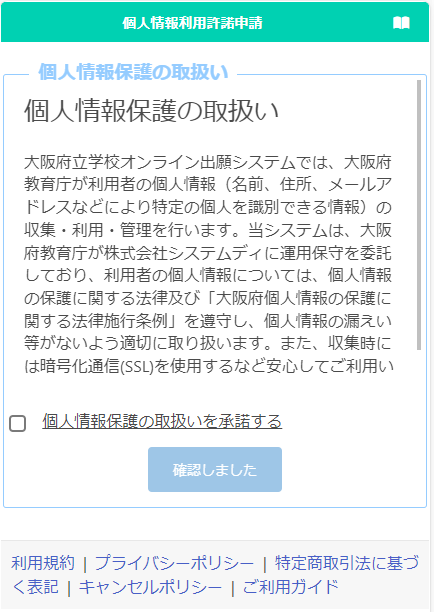 個人情報利用許諾申請
個人情報保護の取扱い
個人情報保護の取扱い
大阪府立学校オンライン出願システムでは、大阪府
教育庁が利用者の個人情報（名前、住所、メールア
ドレスなどにより特定の個人を識別できる情報）の
収集・利用・管理を行います。当システムは、大阪
府教育庁が株式会社システムディに運用保守を委託
しており、利用者の個人情報については、個人情報
の保護に関する法律及び「大阪府個人情報の保護に
関する法律施行条例」を遵守し、個人情報の漏えい
等がないよう適切に取り扱います。また、収集時に
は暗号化通信(SSL)を使用するなど安心してご利用い
個人情報保護の取扱いを承諾する
確認しました
利用規約 | プライバシーポリシー | 特定商取引法に基づ
く表記 | キャンセルポリシー | ご利用ガイド